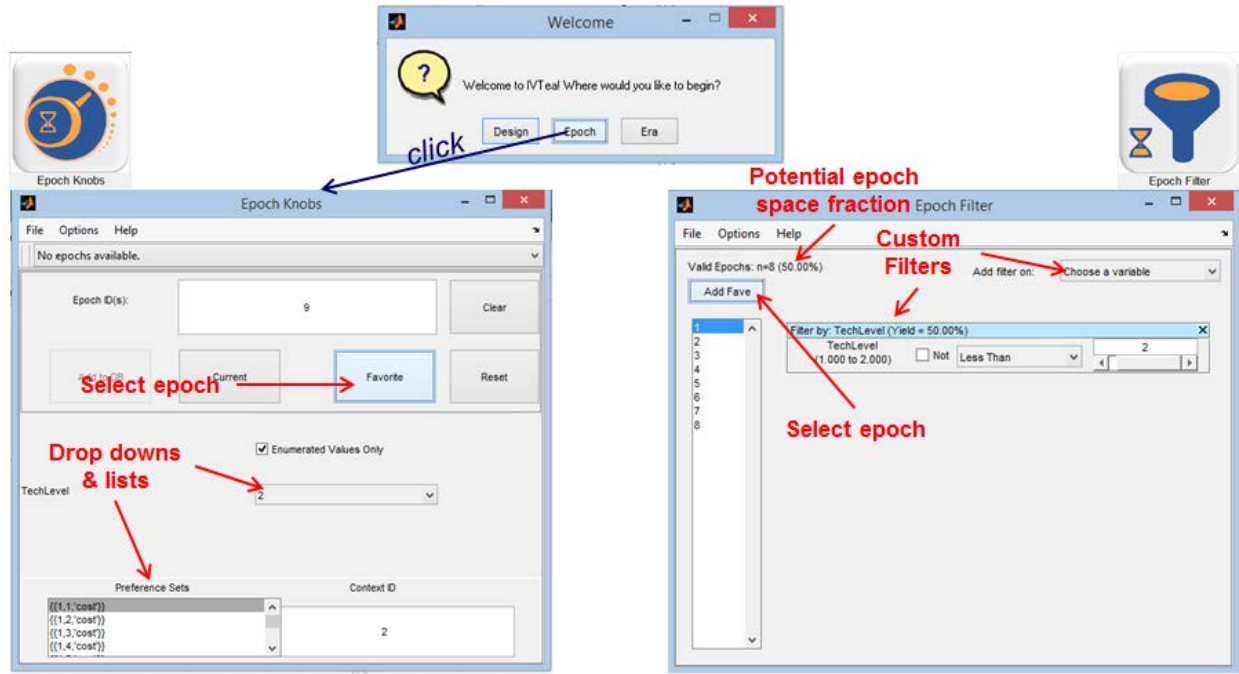 Welcome
?
Welcome to IVTea! Where would you like to begin?
Design Epoch Era
click
Epoch Knobs
Epoch Filter
Epoch Knobs
File Options Help
No epochs available.
Epoch ID(s):
9
Clear
Add to DB
Current
Favorite
Reset
Select epoch
Enumerated Values Only
Drop downs
& lists
TechLevel
2
Preference Sets
Context ID
{{1,1,'cost'}}
{{1,2,'cost'}}
{{1,3,'cost'}}
{{1,4,'cost'}}
2
Potential epoch
space fraction
Epoch Filter
File Options Help
Custom
Filters
Valid Epochs: n=8 (50.00%)
Add filter on:
Choose a variable
Add Fave
1
2
3
4
5
6
7
8
Filter by: TechLevel (Yield = 50.00%)
TechLevel
(1.000 to 2.000)
Not
Less Than
2
Select epoch